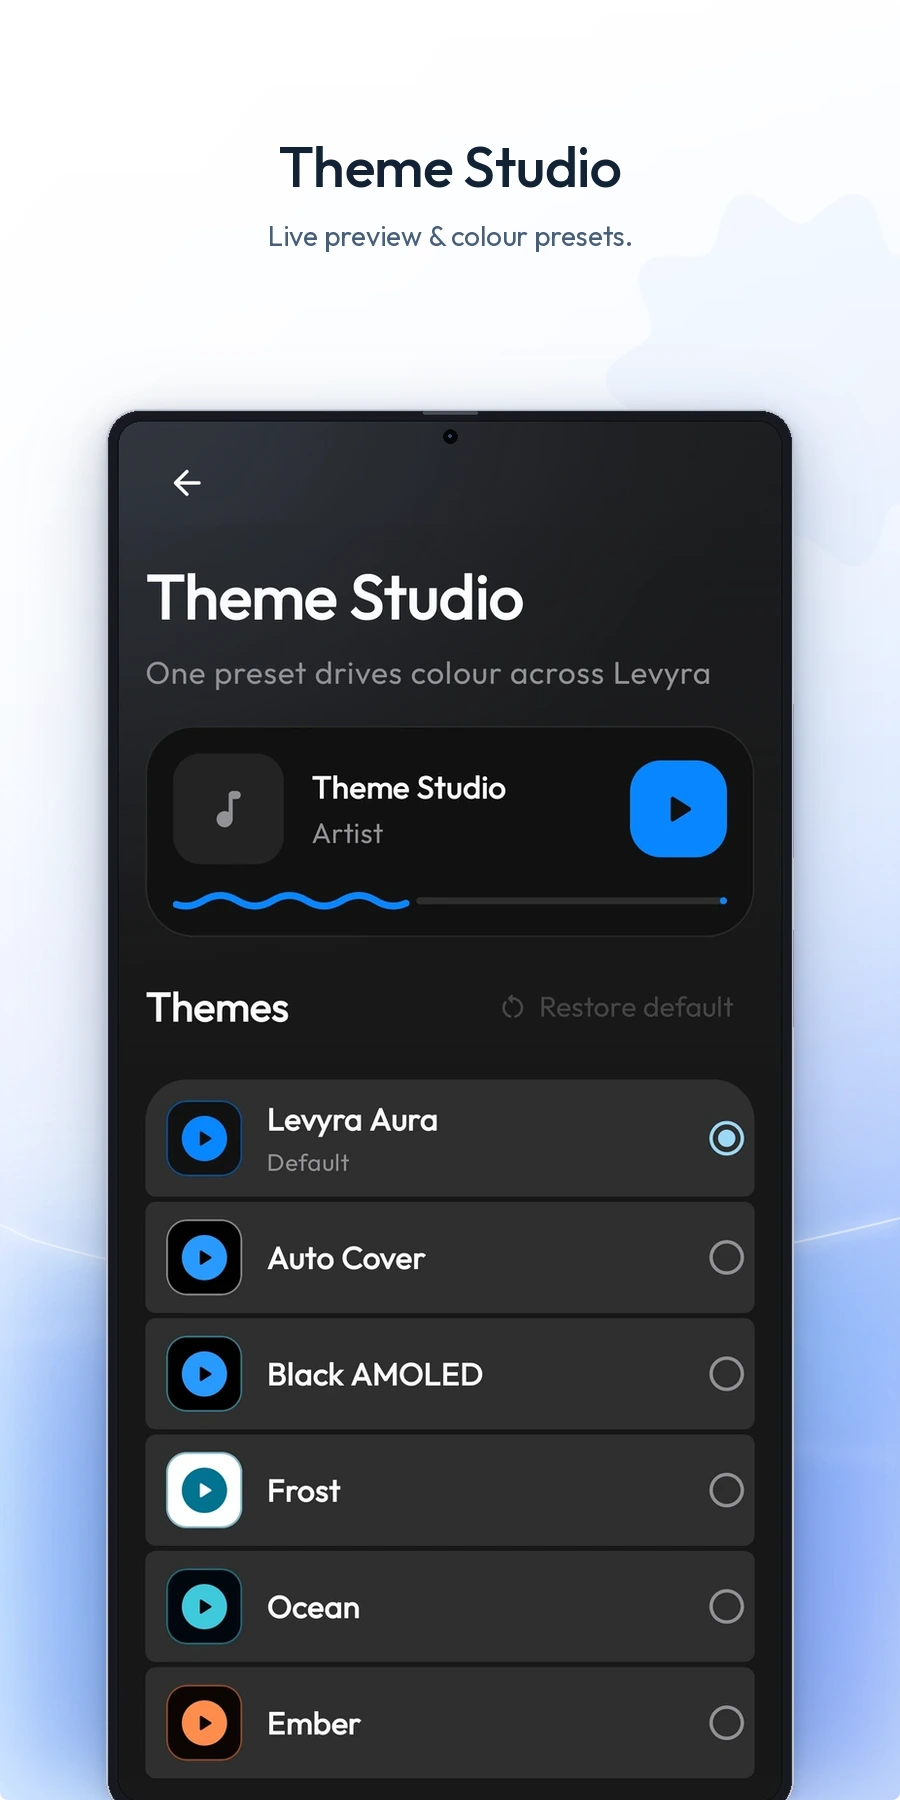 Theme Studio
Live preview & colour presets.
Theme Studio
One preset drives colour across Levyra
Theme Studio
Artist
Themes
Restore default
Levyra Aura
Default
Auto Cover
Black AMOLED
Frost
Ocean
Ember